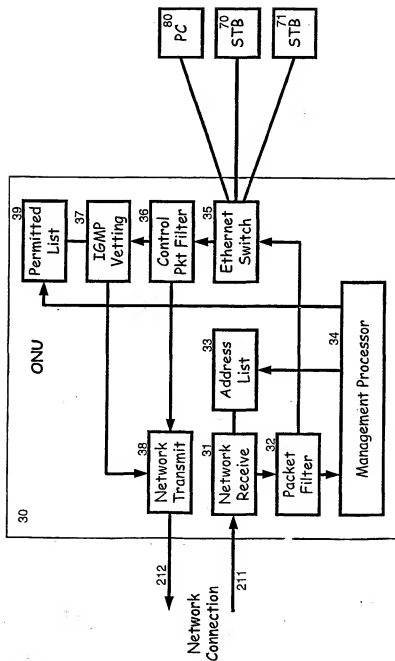 80
PC
70
STB
71
STB
30
ONU
39
Permitted List
37
IGMP
Vetting
36
Control
Pkt Filter
35
Ethernet
Switch
38
Network
Transmit
33
Address
List
31
Network
Receive
32
Packet
Filter
34
Management Processor
212
Network
Connection
211